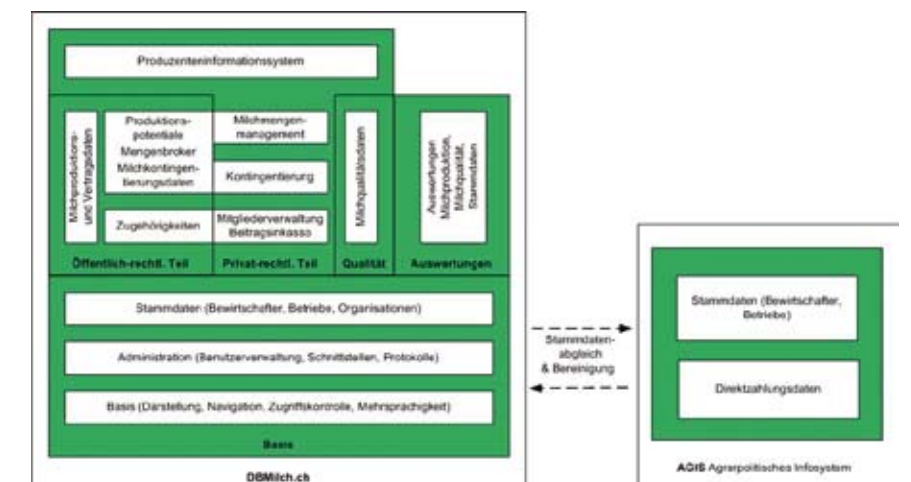 Produzenteninformationssystem
Milchproduktions-
und Vertragsdaten
Produktions-
potentiale
Mengenbroker
Milchkontingen-
tierungsdaten
Zugehörigkeiten
Milchmengen-
management
Kontingentierung
Mitgliederverwaltung
Beitragsinkasso
Milchqualitätsdaten
Auswertungen
Milchproduktion,
Milchqualität,
Stammdaten
Öffentlich-rechtl. Teil
Privat-rechtl. Teil
Qualität
Auswertungen
Stammdaten (Bewirtschafter, Betriebe, Organisationen)
Administration (Benutzerverwaltung, Schnittstellen, Protokolle)
Basis (Darstellung, Navigation, Zugriffskontrolle, Mehrsprachigkeit)
Basis
DBMilch.ch
Stammdaten-
abgleich
& Bereinigung
Stammdaten (Bewirtschafter,
Betriebe)
Direktzahlungsdaten
AGIS Agrarpolitisches Infosystem